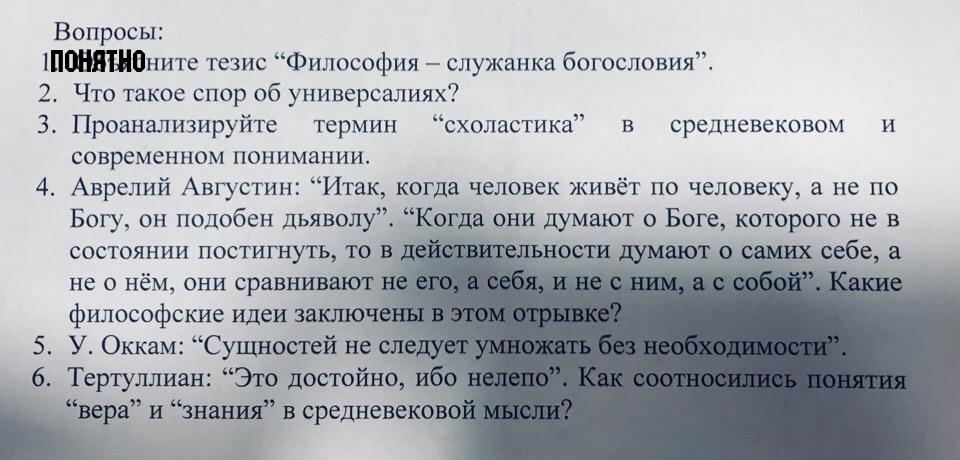 Вопросы:
1. ПОНЯТНО ните тезис “Философия – служанка богословия”.
2. Что такое спор об универсалиях?
3. Проанализируйте термин “схоластика” в средневековом и
современном понимании.
4. Аврелий Августин: “Итак, когда человек живёт по человеку, а не по
Богу, он подобен дьяволу”. “Когда они думают о Боге, которого не в
состоянии постигнуть, то в действительности думают о самих себе, а
не о нём, они сравнивают не его, а себя, и не с ним, а с собой”. Какие
философские идеи заключены в этом отрывке?
5. У. Оккам: “Сущностей не следует умножать без необходимости”.
6. Тертуллиан: “Это достойно, ибо нелепо”. Как соотносились понятия
“вера” и “знания” в средневековой мысли?